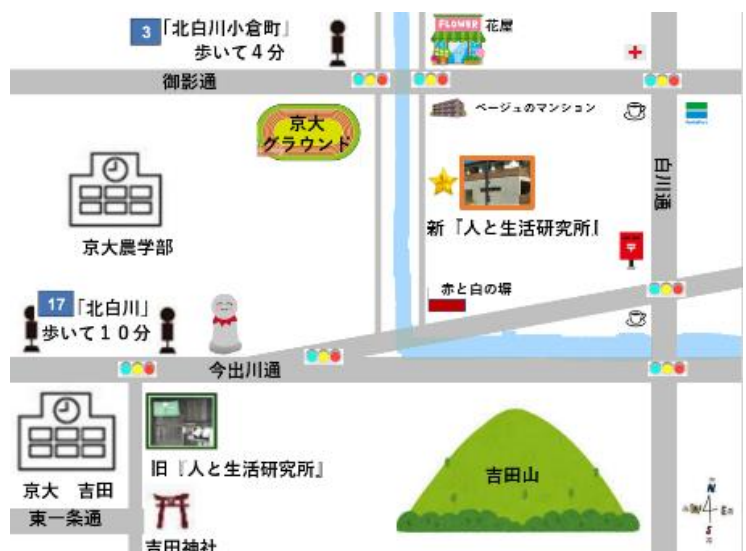 3「北白川小倉町」
歩いて４分
FLOWER
花屋
御影通
京大
グラウンド
ベージュのマンション
FamilyMart
白川通
京大農学部
新『人と生活研究所』
〒
17「北白川」
歩いて１０分
赤と白の塀
今出川通
旧『人と生活研究所』
京大　吉田
東一条通
吉田神社
吉田山
N
W E
S